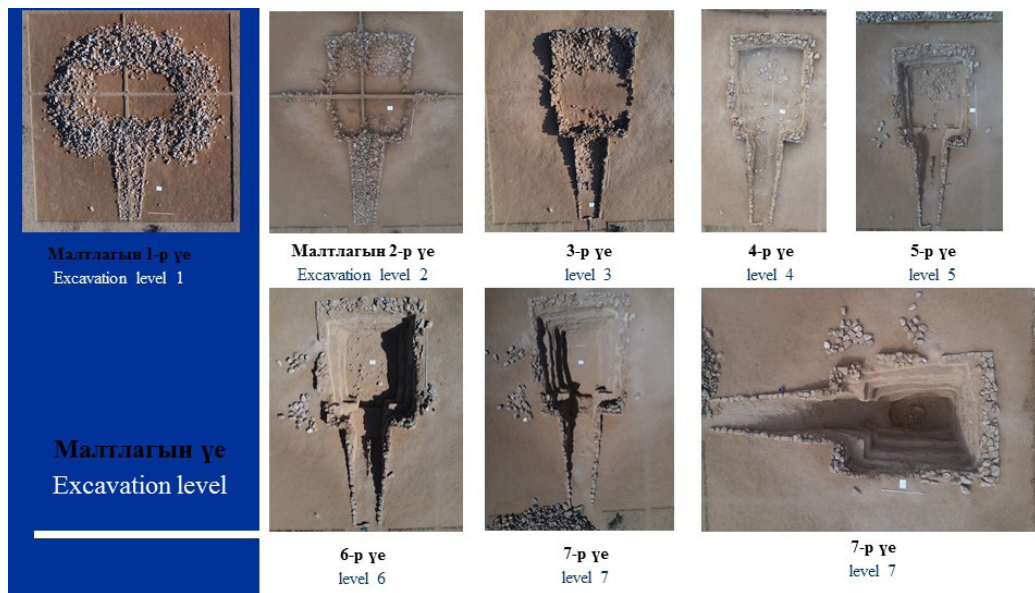 Малтлагын 1-р үе
Excavation level 1
Малтлагын 2-р үе
Excavation level 2
3-р үе
level 3
4-р үе
level 4
5-р үе
level 5
Малтлагын үе
Excavation level
6-р үе
level 6
7-р үе
level 7
7-р үе
level 7